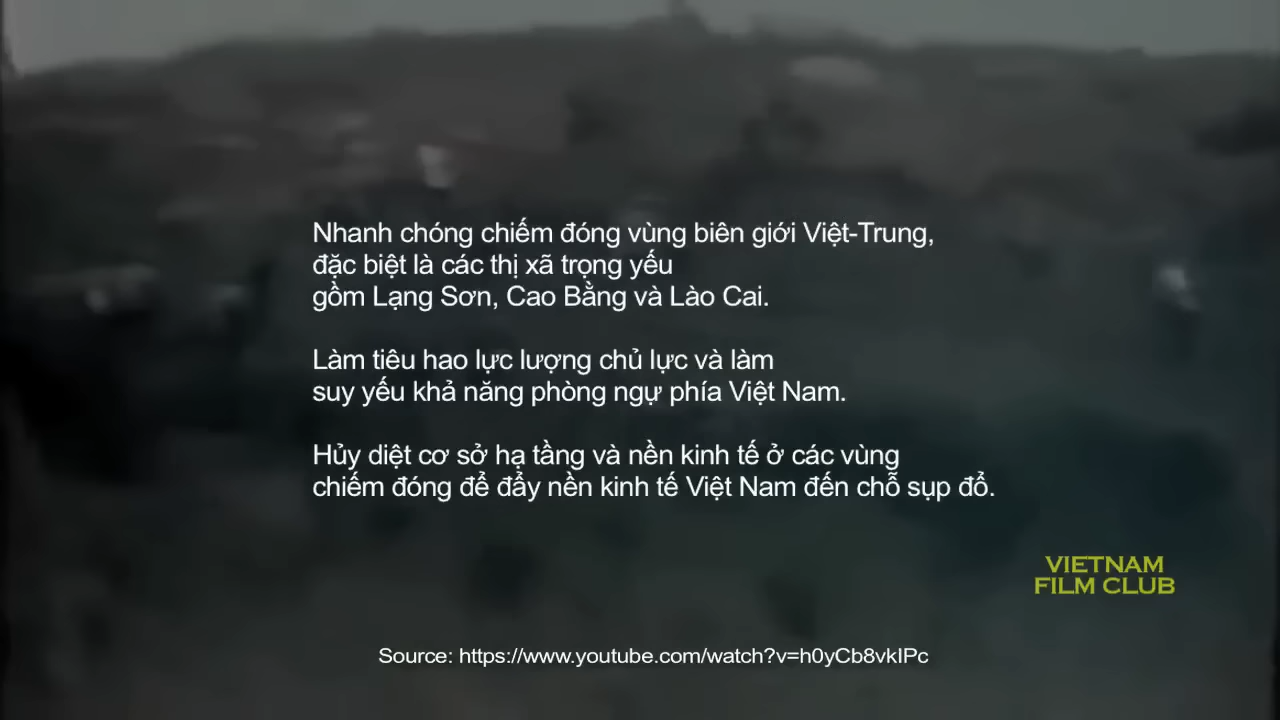 Nhanh chóng chiếm đóng vùng biên giới Việt-Trung,
đặc biệt là các thị xã trọng yếu
gồm Lạng Sơn, Cao Bằng và Lào Cai.
Làm tiêu hao lực lượng chủ lực và làm
suy yếu khả năng phòng ngự phía Việt Nam.
Hủy diệt cơ sở hạ tầng và nền kinh tế ở các vùng
chiếm đóng để đẩy nền kinh tế Việt Nam đến chỗ sụp đổ.
VIETNAM
FILM CLUB
Source: https://www.youtube.com/watch?v=h0yCb8vkIPc